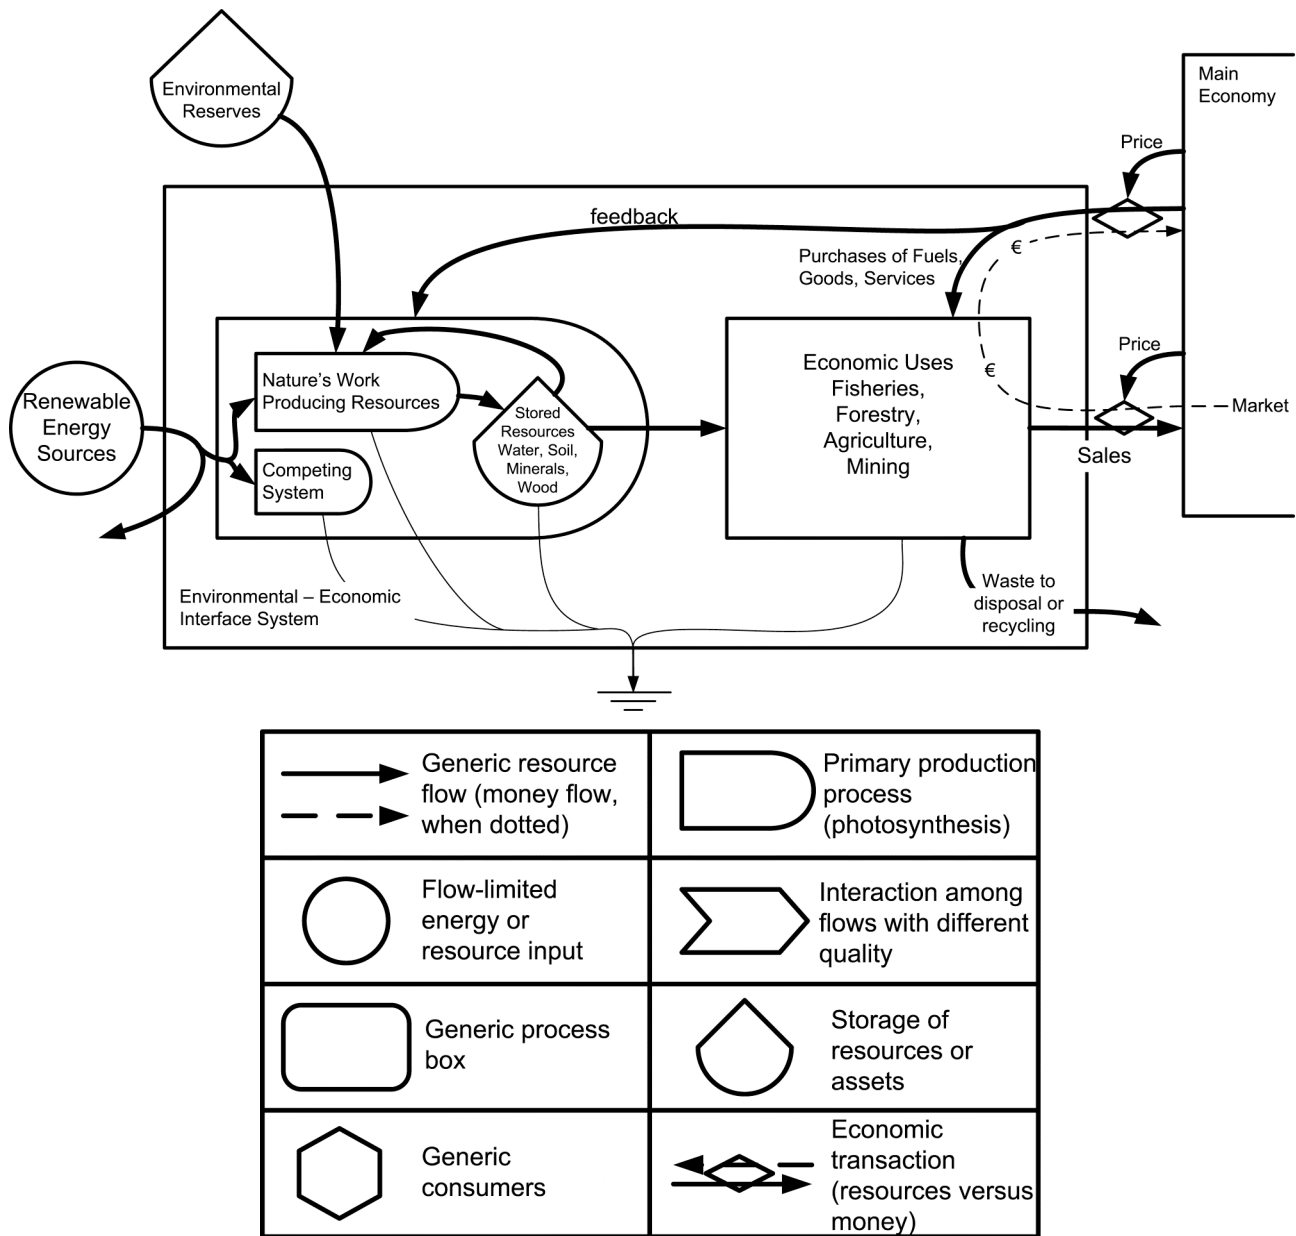 Environmental
Reserves
Main
Economy
Price
feedback
€
Purchases of Fuels,
Goods, Services
Price
€
Market
Sales
Renewable
Energy
Sources
Nature's Work
Producing Resources
Competing
System
Stored
Resources
Water, Soil,
Minerals,
Wood
Economic Uses
Fisheries,
Forestry,
Agriculture,
Mining
Environmental – Economic
Interface System
Waste to
disposal or
recycling
Generic resource
flow (money flow,
when dotted)
Primary production
process
(photosynthesis)
Flow-limited
energy or
resource input
Interaction among
flows with different
quality
Generic process
box
Storage of
resources or
assets
Generic
consumers
Economic
transaction
(resources versus
money)